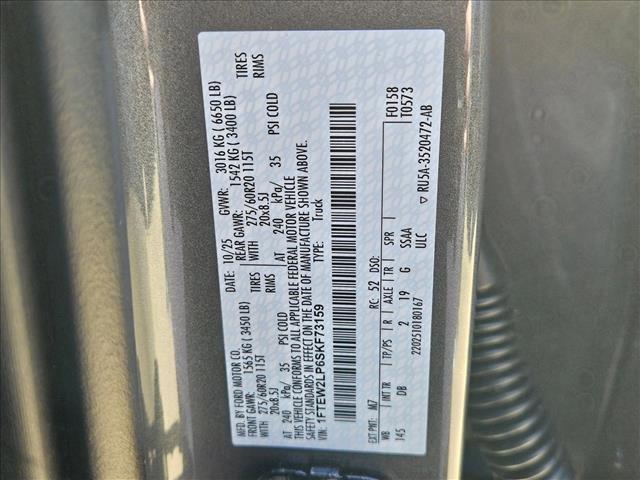 MFD. BY FORD MOTOR CO. 10/25 GVWR: 3016 KG ( 6650 LB)
FRONT GAWR: 1565 KG (3450 LB) REAR GAWR: 1542 KG ( 3400 LB)
WITH 275/60R20 115T TIRES WITH 275/60R20 115T TIRES
20x8.5J RIMS 20x8.5J RIMS
AT 240 kPa/ 35 PSI COLD AT 240 kPa/ 35 PSI COLD
THIS VEHICLE CONFORMS TO ALL APPLICABLE FEDERAL MOTOR VEHICLE
SAFETY STANDARDS IN EFFECT ON THE DATE OF MANUFACTURE SHOWN ABOVE.
VIN: 1FTEW2LP6SKF73159
TYPE: Truck
F0158
T0573
EXT PNT: M7 RC: 52 DSO:
WB INT TR TP/PS R AXLE TR SPR
145 DB 2 19 G SSAA
2202510180167 ULC
▽ RU5A-3520472-AB